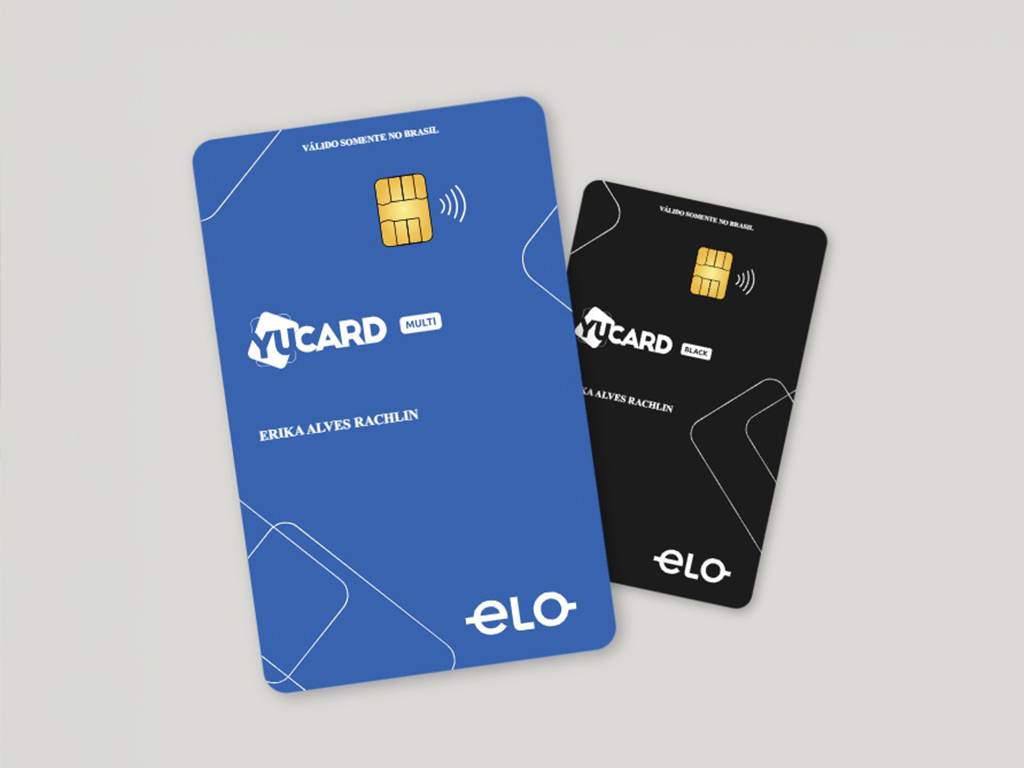 VÁLIDO SOMENTE NO BRASIL
YUCARD MULTI
ERIKA ALVES RACHLIN
elo
VÁLIDO SOMENTE NO BRASIL
YUCARD BLACK
KA ALVES RACHLIN
elo